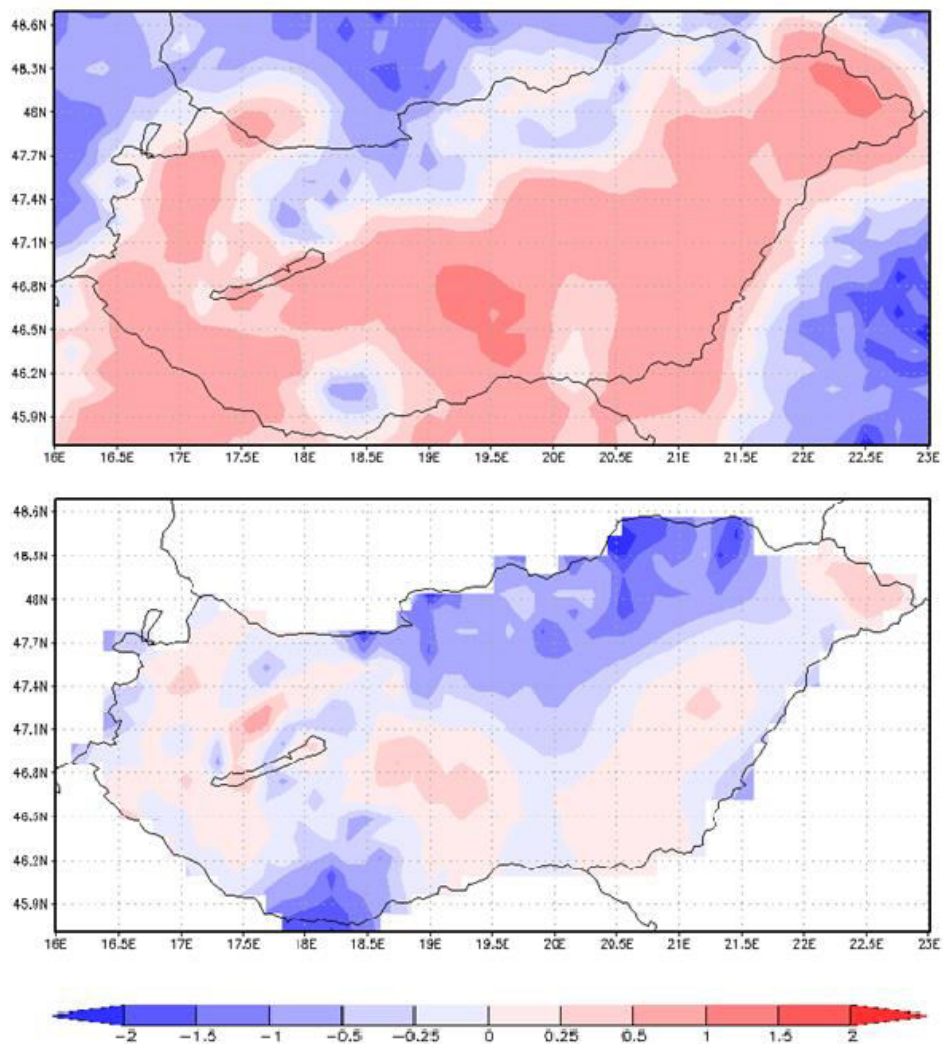 48.6N
48.3N
48N
47.7N
47.4N
47.1N
46.8N
46.5N
46.2N
45.9N
16E 16.5E 17E 17.5E 18E 18.5E 19E 19.5E 20E 20.5E 21E 21.5E 22E 22.5E 23E
48.6N
48.3N
48N
47.7N
47.4N
47.1N
46.8N
46.5N
46.2N
45.9N
16E 16.5E 17E 17.5E 18E 18.5E 19E 19.5E 20E 20.5E 21E 21.5E 22E 22.5E 23E
−2 −1.5 −1 −0.5 −0.25 0 0.25 0.5 1 1.5 2